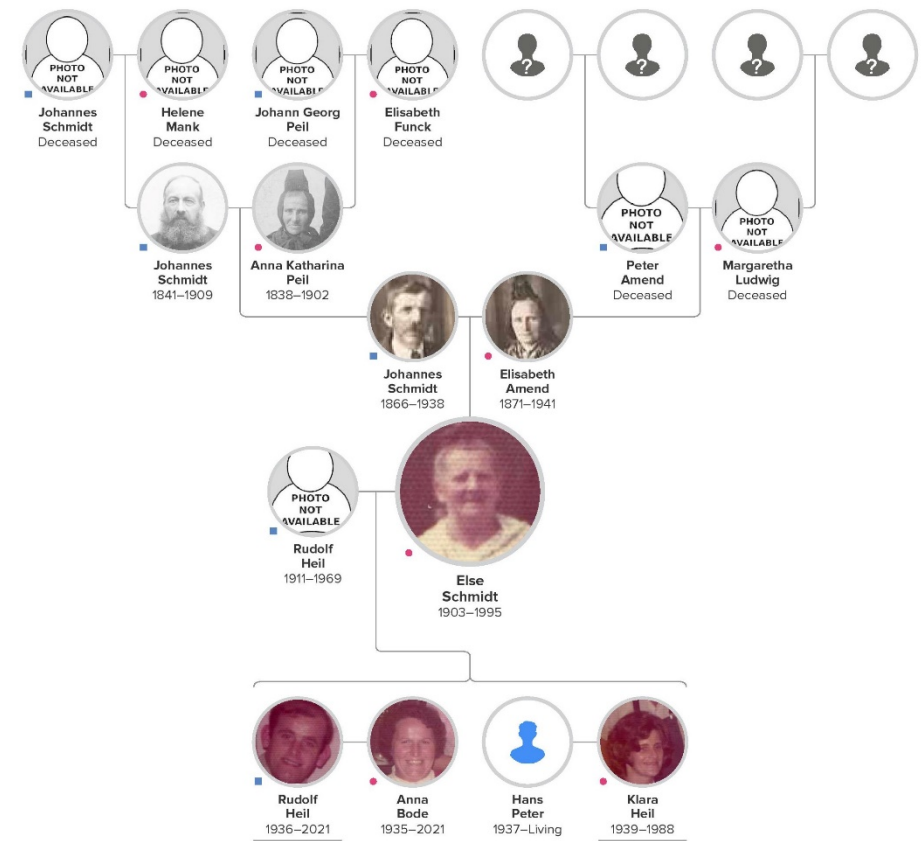 PHOTO
NOT
AVAILABLE
Johannes
Schmidt
Deceased
PHOTO
NOT
AVAILABLE
Helene
Mank
Deceased
PHOTO
NOT
AVAILABLE
Johann Georg
Peil
Deceased
PHOTO
NOT
AVAILABLE
Elisabeth
Funck
Deceased
?
?
?
?
Johannes
Schmidt
1841–1909
Anna Katharina
Peil
1838–1902
PHOTO
NOT
AVAILABLE
Peter
Amend
Deceased
PHOTO
NOT
AVAILABLE
Margaretha
Ludwig
Deceased
Johannes
Schmidt
1866–1938
Elisabeth
Amend
1871–1941
PHOTO
NOT
AVAILABLE
Rudolf
Heil
1911–1969
Else
Schmidt
1903–1995
Rudolf
Heil
1936–2021
Anna
Bode
1935–2021
Hans
Peter
1937–Living
Klara
Heil
1939–1988